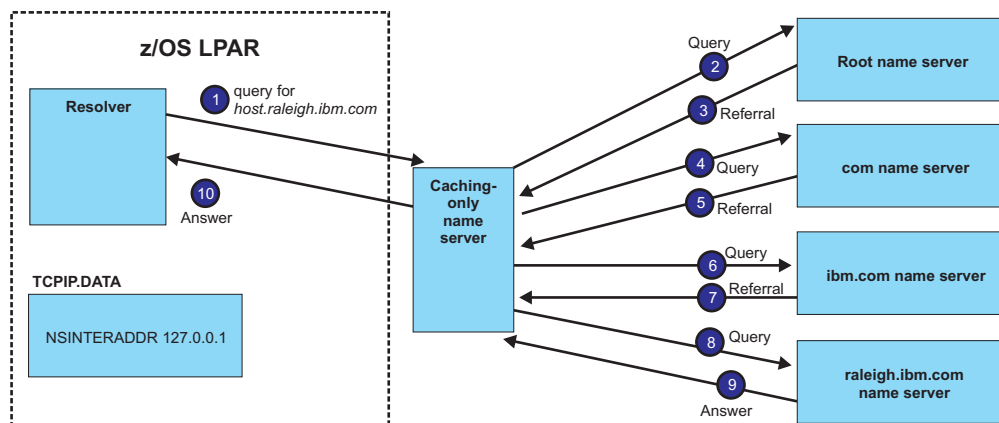 z/OS LPAR
Resolver
1
query for
host.raleigh.ibm.com
10
Answer
TCPIP.DATA
NSINTERADDR 127.0.0.1
Caching-
only
name
server
Query
2
3
Referral
4
Query
5
Referral
6
Query
7
Referral
8
Query
9
Answer
Root name server
com name server
ibm.com name server
raleigh.ibm.com
name server